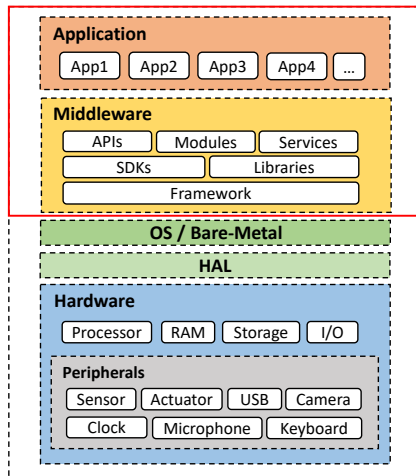 Application
App1 App2 App3 App4 ...
Middleware
APIs Modules Services
SDKs Libraries
Framework
OS / Bare-Metal
HAL
Hardware
Processor RAM Storage I/O
Peripherals
Sensor Actuator USB Camera
Clock Microphone Keyboard